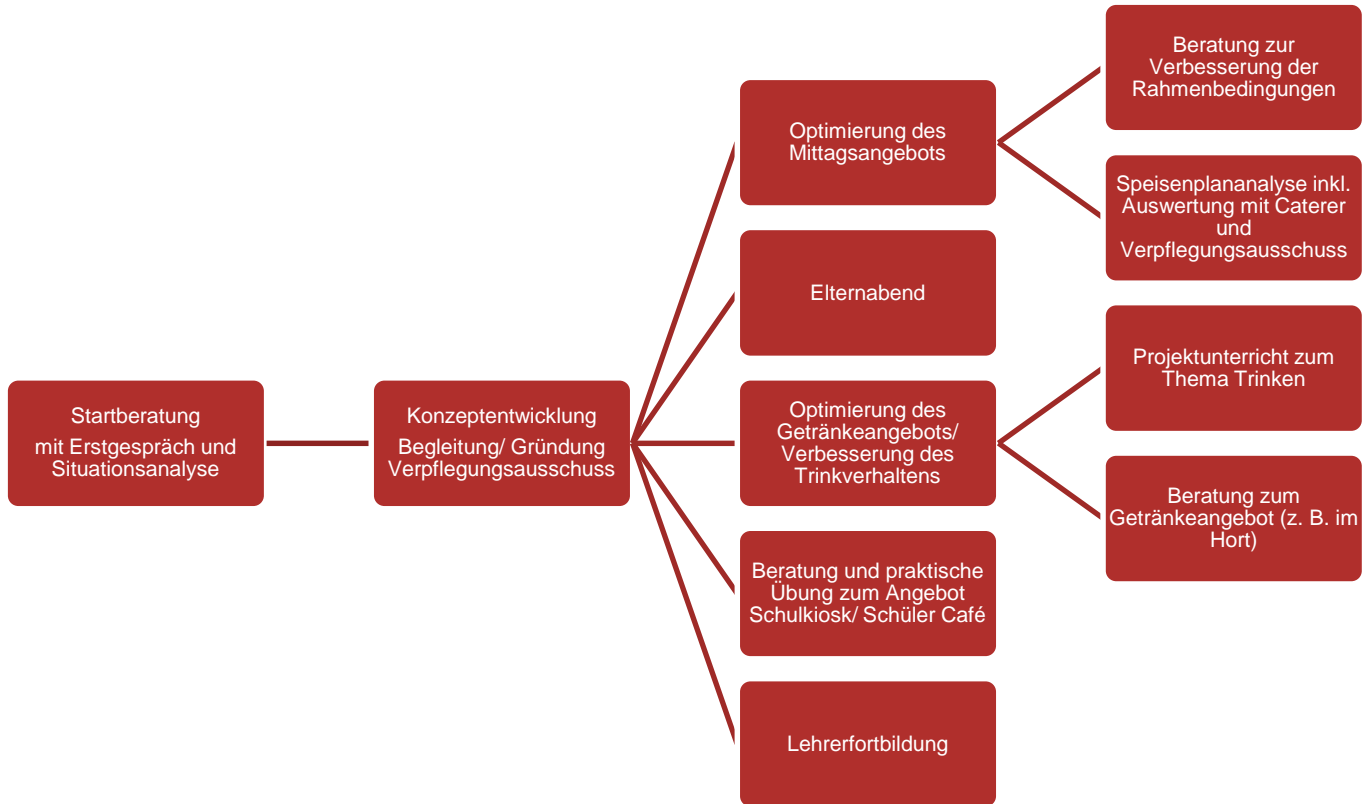 Startberatung
mit Erstgespräch und
Situationsanalyse
Konzeptentwicklung
Begleitung/ Gründung
Verpflegungsausschuss
Optimierung des
Mittagsangebots
Beratung zur
Verbesserung der
Rahmenbedingungen
Speisenplananalyse inkl.
Auswertung mit Caterer
und
Verpflegungsausschuss
Elternabend
Optimierung des
Getränkeangebots/
Verbesserung des
Trinkverhaltens
Projektunterricht zum
Thema Trinken
Beratung zum
Getränkeangebot (z. B. im
Hort)
Beratung und praktische
Übung zum Angebot
Schulkiosk/ Schüler Café
Lehrerfortbildung